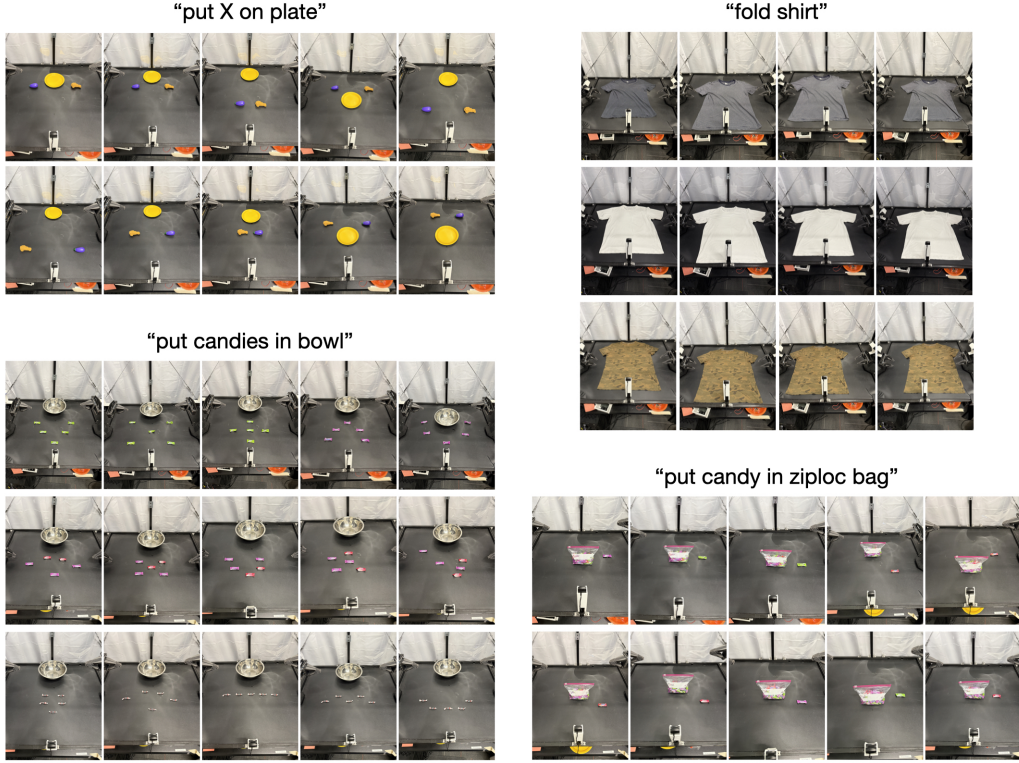 “put X on plate”
“fold shirt”
“put candies in bowl”
“put candy in ziploc bag”